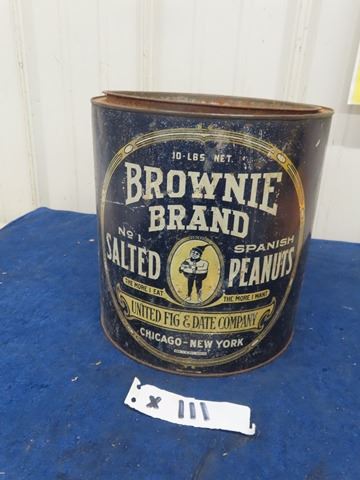 10-LBS NET.
BROWNIE
BRAND
No 1 SPANISH
SALTED PEANUTS
THE MORE I EAT THE MORE I WANT
UNITED FIG & DATE COMPANY
CHICAGO-NEW YORK
X 111